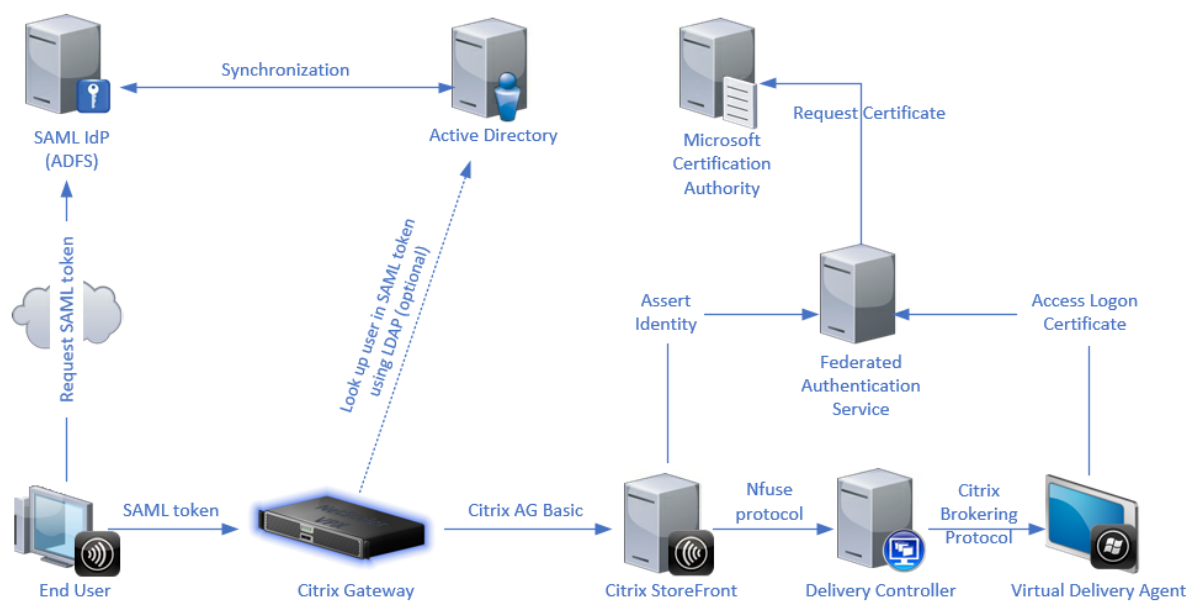 Synchronization
SAML IdP
(ADFS)
Active Directory
Request Certificate
Microsoft
Certification
Authority
Request SAML token
Look up user in SAML token
using LDAP (optional)
Assert
Identity
Access Logon
Certificate
Federated
Authentication
Service
SAML token
Citrix AG Basic
Nfuse
protocol
Citrix
Brokering
Protocol
End User
Citrix Gateway
Citrix StoreFront
Delivery Controller
Virtual Delivery Agent